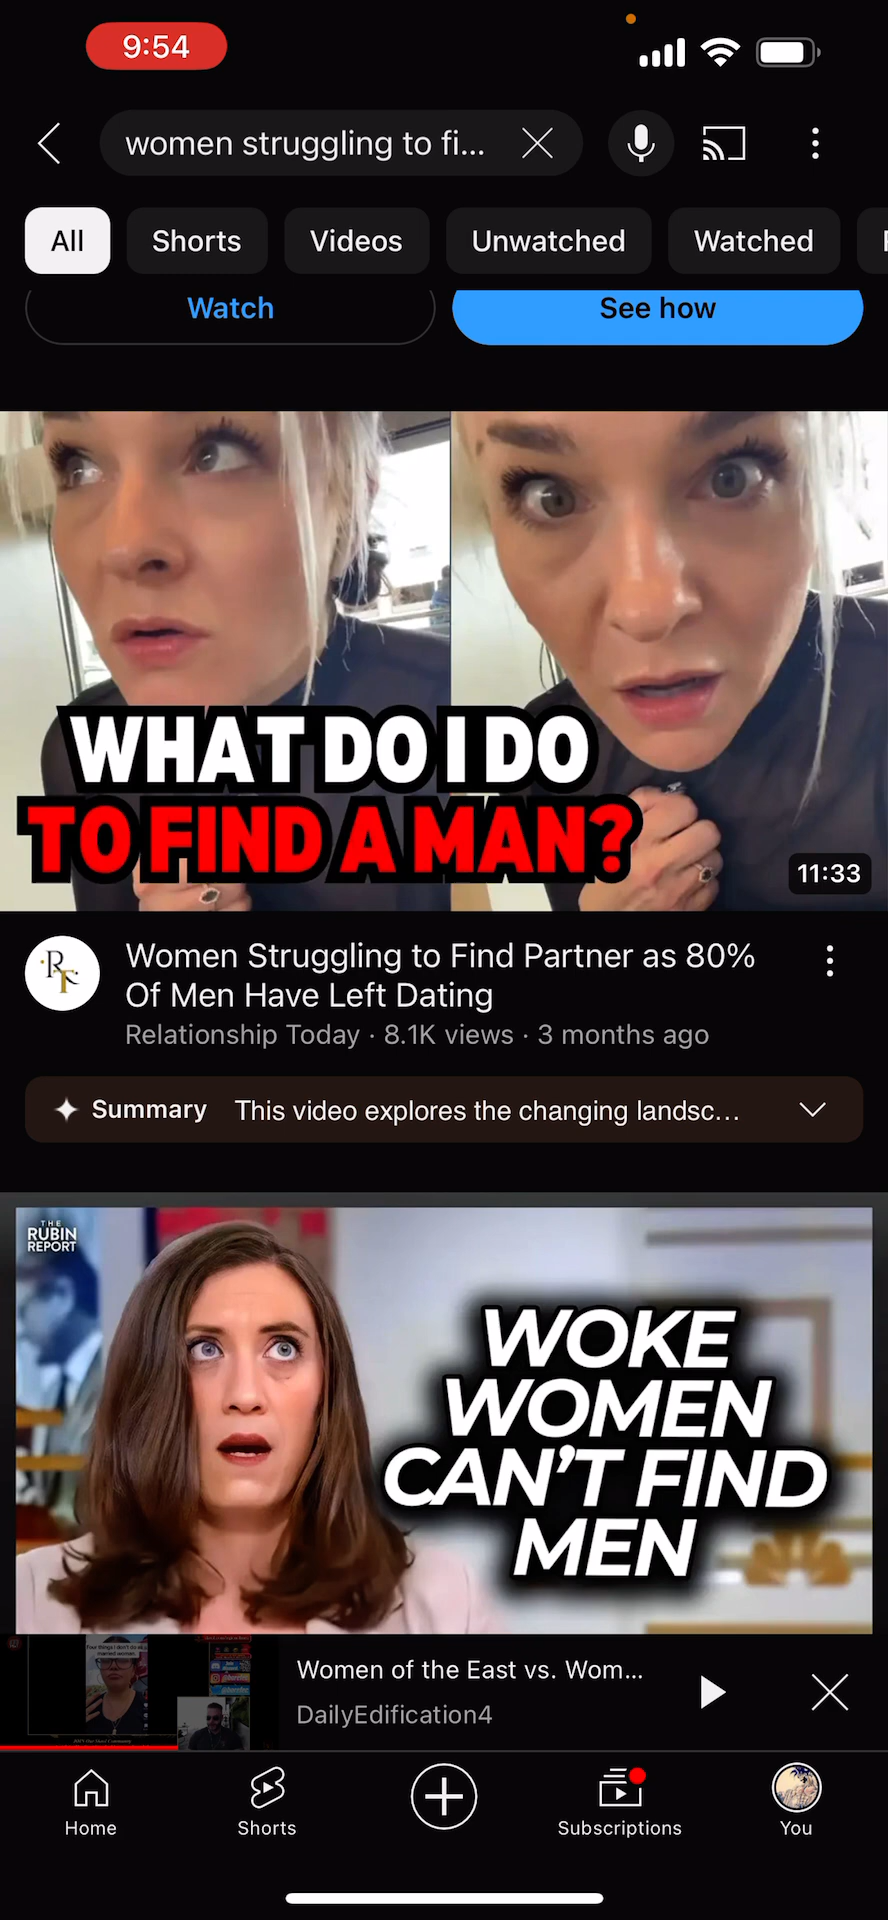 9:54
women struggling to fi...
All
Shorts
Videos
Unwatched
Watched
Watch
See how
WHAT DO I DO
TO FIND A MAN?
11:33
Women Struggling to Find Partner as 80%
Of Men Have Left Dating
Relationship Today · 8.1K views · 3 months ago
Summary This video explores the changing landsc...
THE
RUBIN
REPORT
WOKE
WOMEN
CAN'T FIND
MEN
Women of the East vs. Wom...
DailyEdification4
Home
Shorts
Subscriptions
You